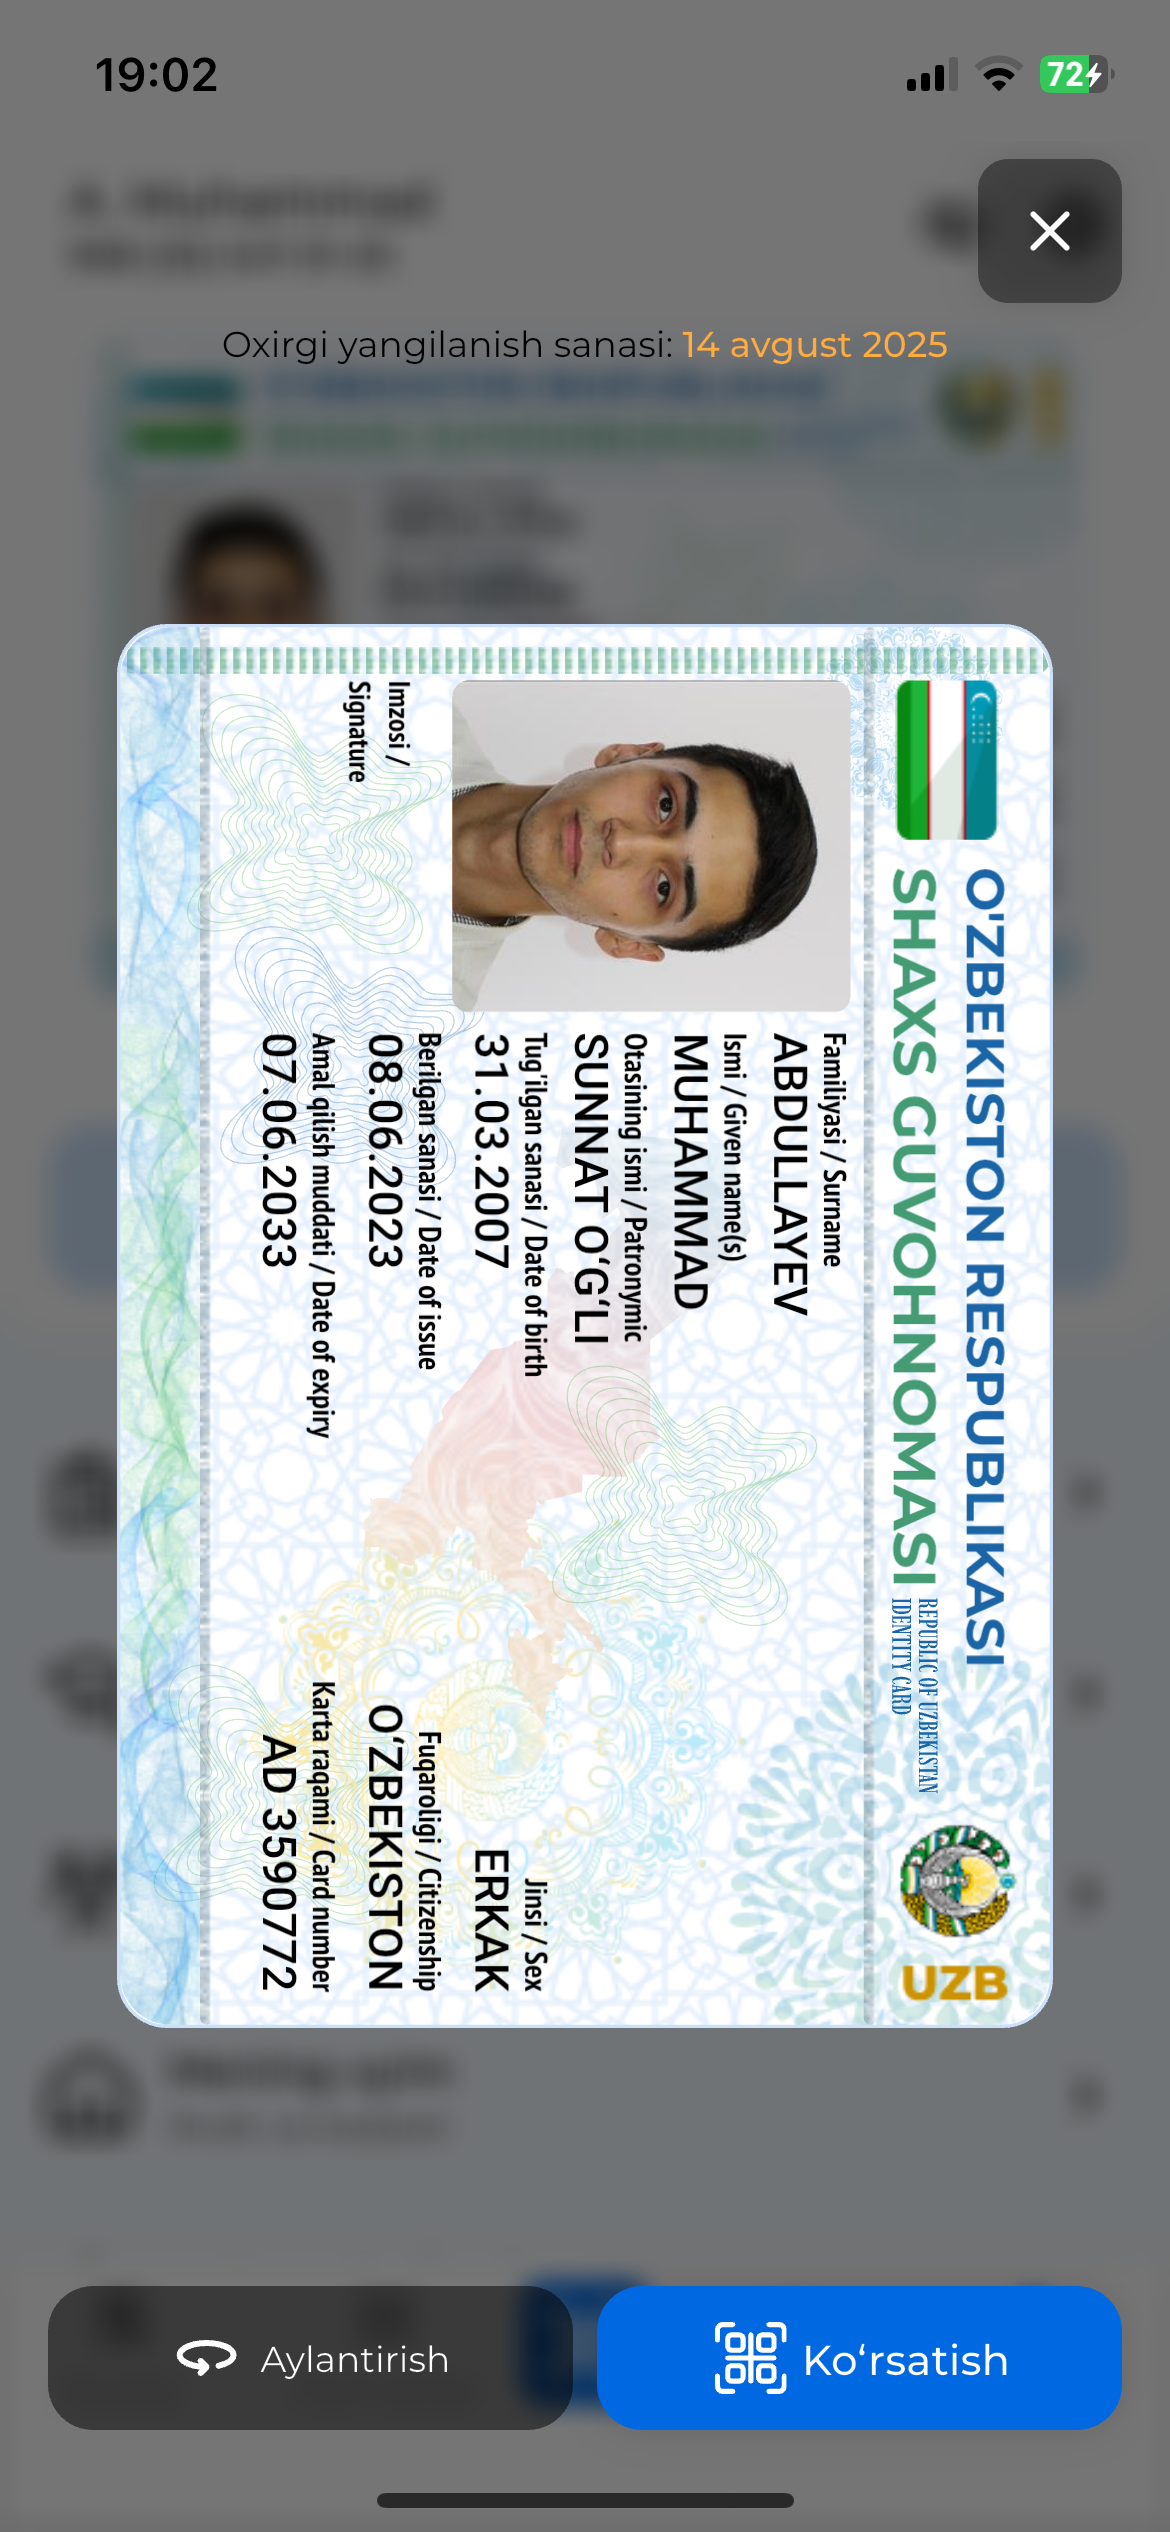 19:02
72
Oxirgi yangilanish sanasi: 14 avgust 2025
O'ZBEKISTON RESPUBLIKASI
SHAXS GUVOHNOMASI
REPUBLIC OF UZBEKISTAN
IDENTITY CARD
UZB
Familiyasi / Surname
ABDULLAYEV
Ismi / Given name(s)
MUHAMMAD
Otasining ismi / Patronymic
SUNNAT O‘G‘LI
Tug'ilgan sanasi / Date of birth
31.03.2007
Jinsi / Sex
ERKAK
Berilgan sanasi / Date of issue
08.06.2023
Fuqaroligi / Citizenship
O‘ZBEKISTON
Amal qilish muddati / Date of expiry
07.06.2033
Karta raqami / Card number
AD 3590772
Imzosi /
Signature
Aylantirish
Ko‘rsatish